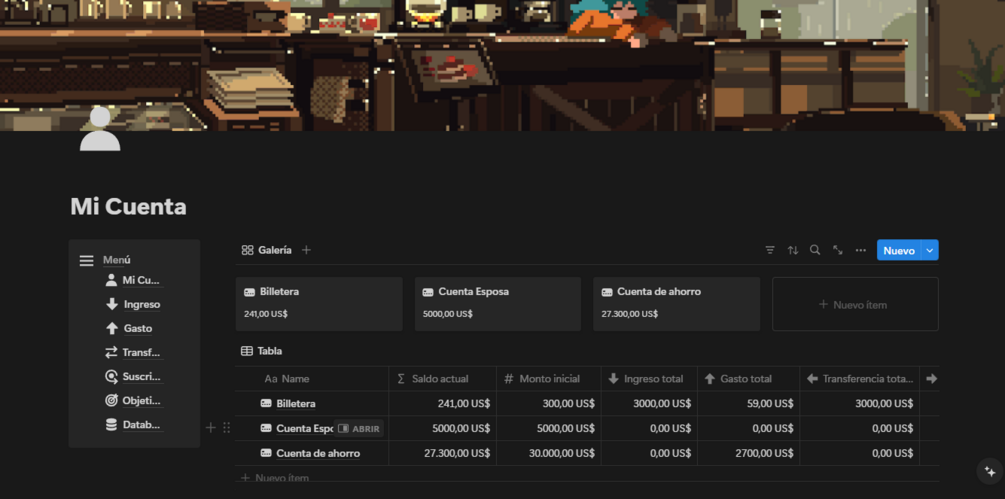 Mi Cuenta
Menú
Mi Cu...
Ingreso
Gasto
Transf...
Suscri...
Objeti...
Datab...
Galería
Nuevo
Billetera
241,00 US$
Cuenta Esposa
5000,00 US$
Cuenta de ahorro
27.300,00 US$
+ Nuevo ítem
Tabla
Aa Name Σ Saldo actual # Monto inicial Ingreso total Gasto total Transferencia tota...
Billetera 241,00 US$ 300,00 US$ 3000,00 US$ 59,00 US$ 3000,00 US$
Cuenta Espo ABRIR 5000,00 US$ 5000,00 US$ 0,00 US$ 0,00 US$ 0,00 US$
Cuenta de ahorro 27.300,00 US$ 30.000,00 US$ 0,00 US$ 2700,00 US$ 0,00 US$
+ Nuevo ítem